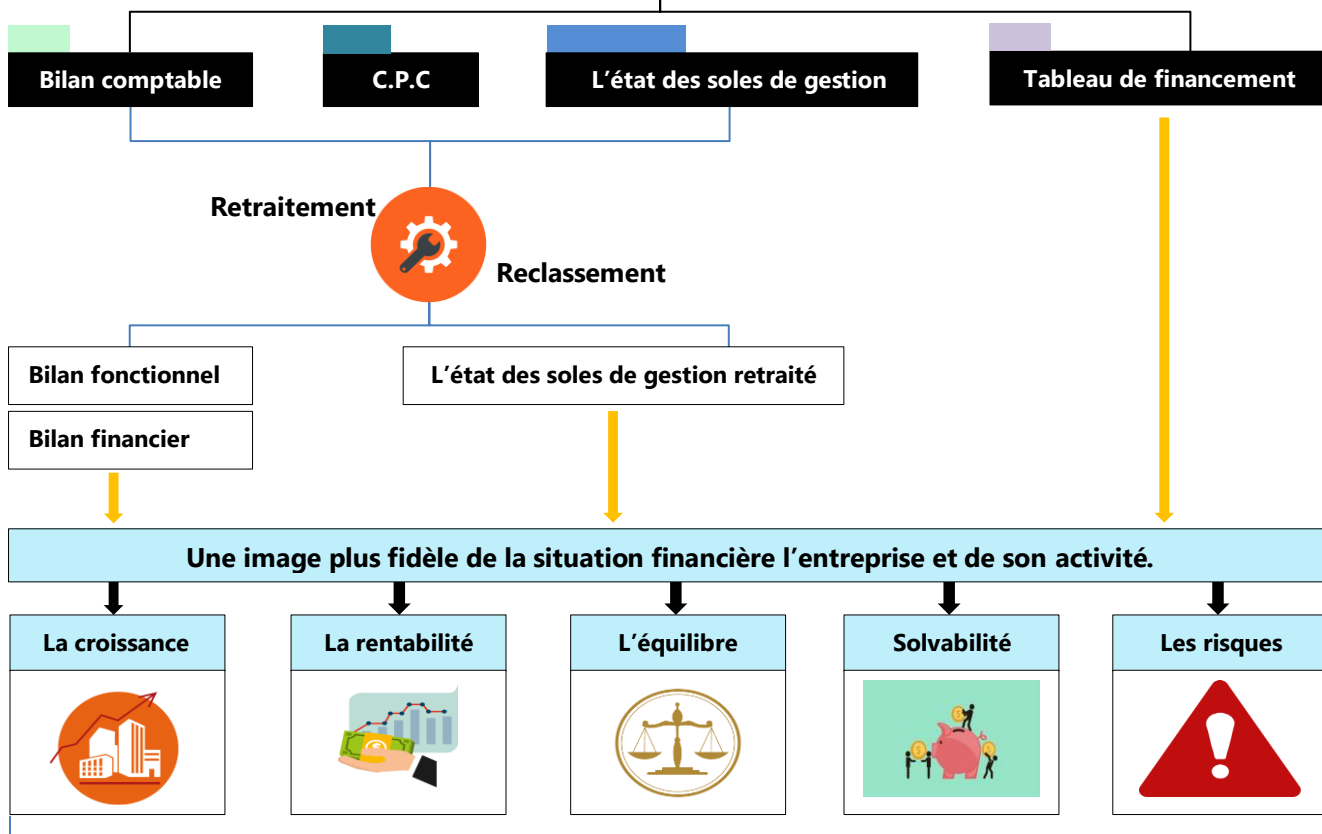 Bilan comptable
C.P.C
L'état des soles de gestion
Tableau de financement
Retraitement
Reclassement
Bilan fonctionnel
L'état des soles de gestion retraité
Bilan financier
Une image plus fidèle de la situation financière l'entreprise et de son activité.
La croissance
La rentabilité
L'équilibre
Solvabilité
Les risques